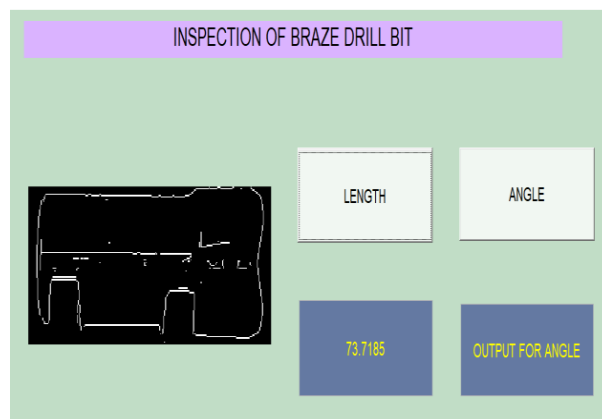 INSPECTION OF BRAZE DRILL BIT
LENGTH
ANGLE
73.7185
OUTPUT FOR ANGLE